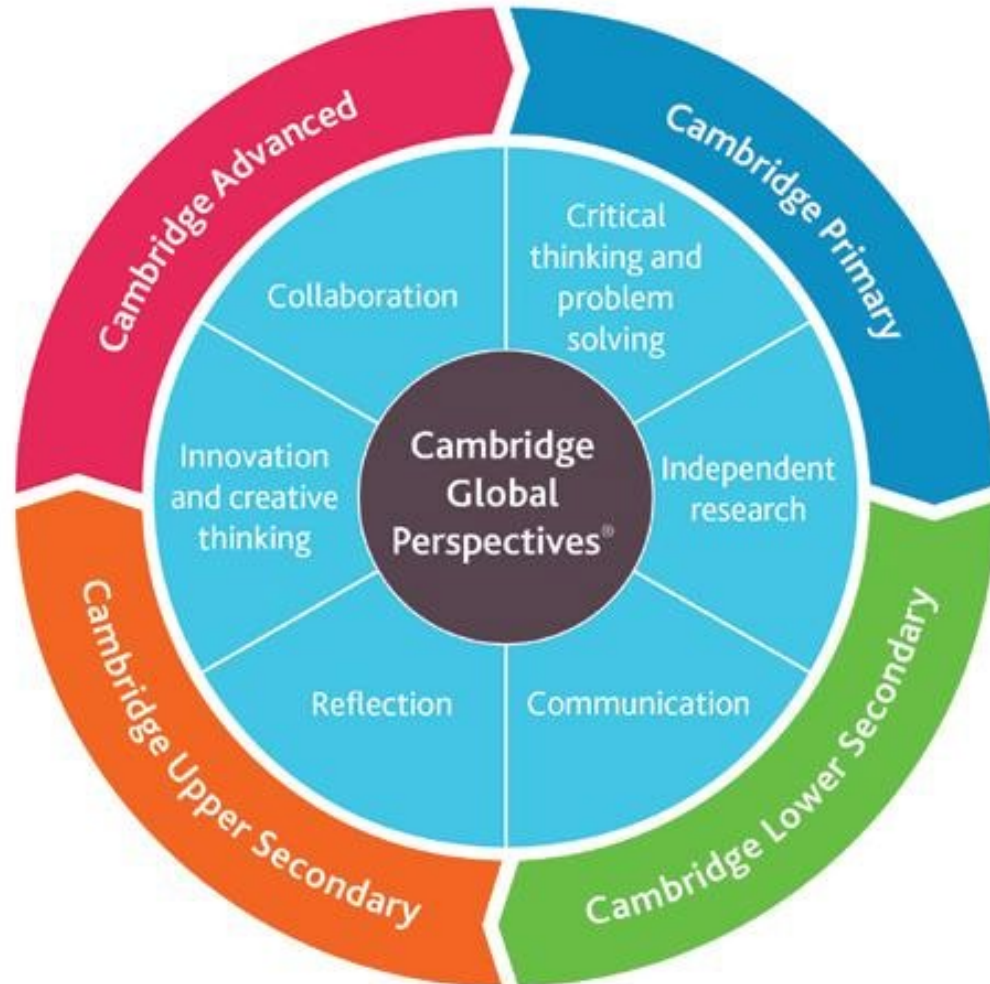 Cambridge Advanced
Cambridge Primary
Critical
thinking and
problem
solving
Collaboration
Cambridge
Global
Perspectives®
Innovation
and creative
thinking
Independent
research
Reflection
Communication
Cambridge Upper Secondary
Cambridge Lower Secondary